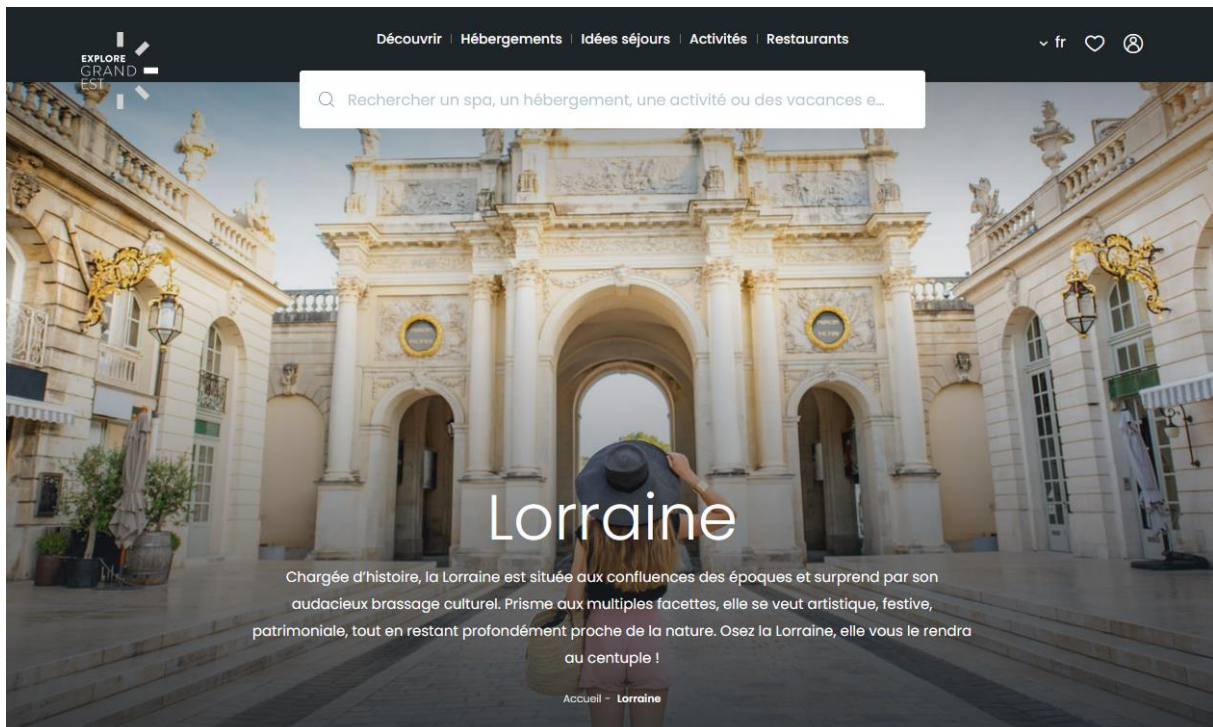 EXPLORE
GRAND
EST
Découvrir | Hébergements | Idées séjours | Activités | Restaurants
fr
Rechercher un spa, un hébergement, une activité ou des vacances e...
Lorraine
Chargée d'histoire, la Lorraine est située aux confluences des époques et surprend par son
audacieux brassage culturel. Prisme aux multiples facettes, elle se veut artistique, festive,
patrimoniale, tout en restant profondément proche de la nature. Osez la Lorraine, elle vous le rendra
au centuple !
Accueil - Lorraine